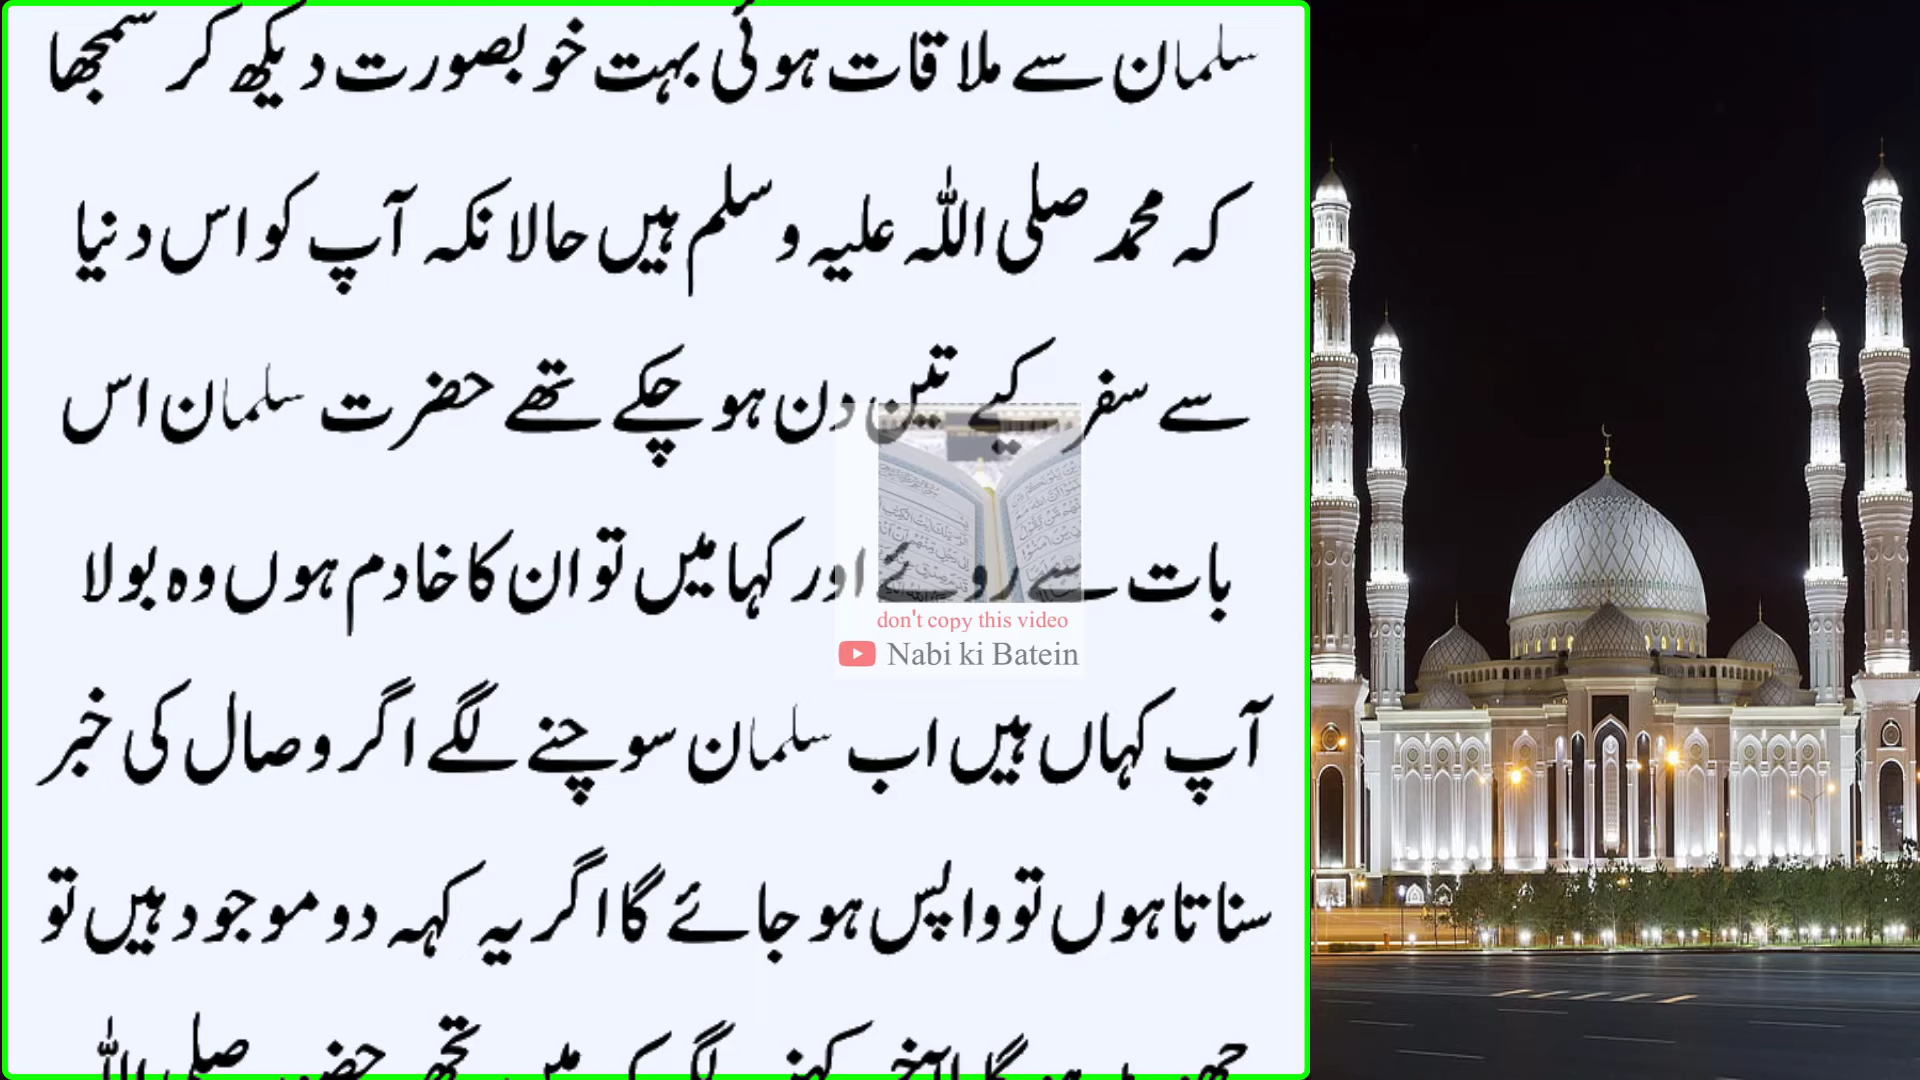 سلمان سے ملاقات ہوئی بہت خوبصورت دیکھ کر سمجھا
کہ محمد صلی اللہ علیہ وسلم ہیں حالانکہ آپ کو اس دنیا
سے سفر کیے تین دن ہو چکے تھے حضرت سلمان اس
بات سے روئے اور کہا میں تو ان کا خادم ہوں وہ بولا
don't copy this video
Nabi ki Batein
آپ کہاں ہیں اب سلمان سوچنے لگے اگر وصال کی خبر
سناتا ہوں تو واپس ہو جائے گا اگر یہ کہہ دو موجود ہیں تو